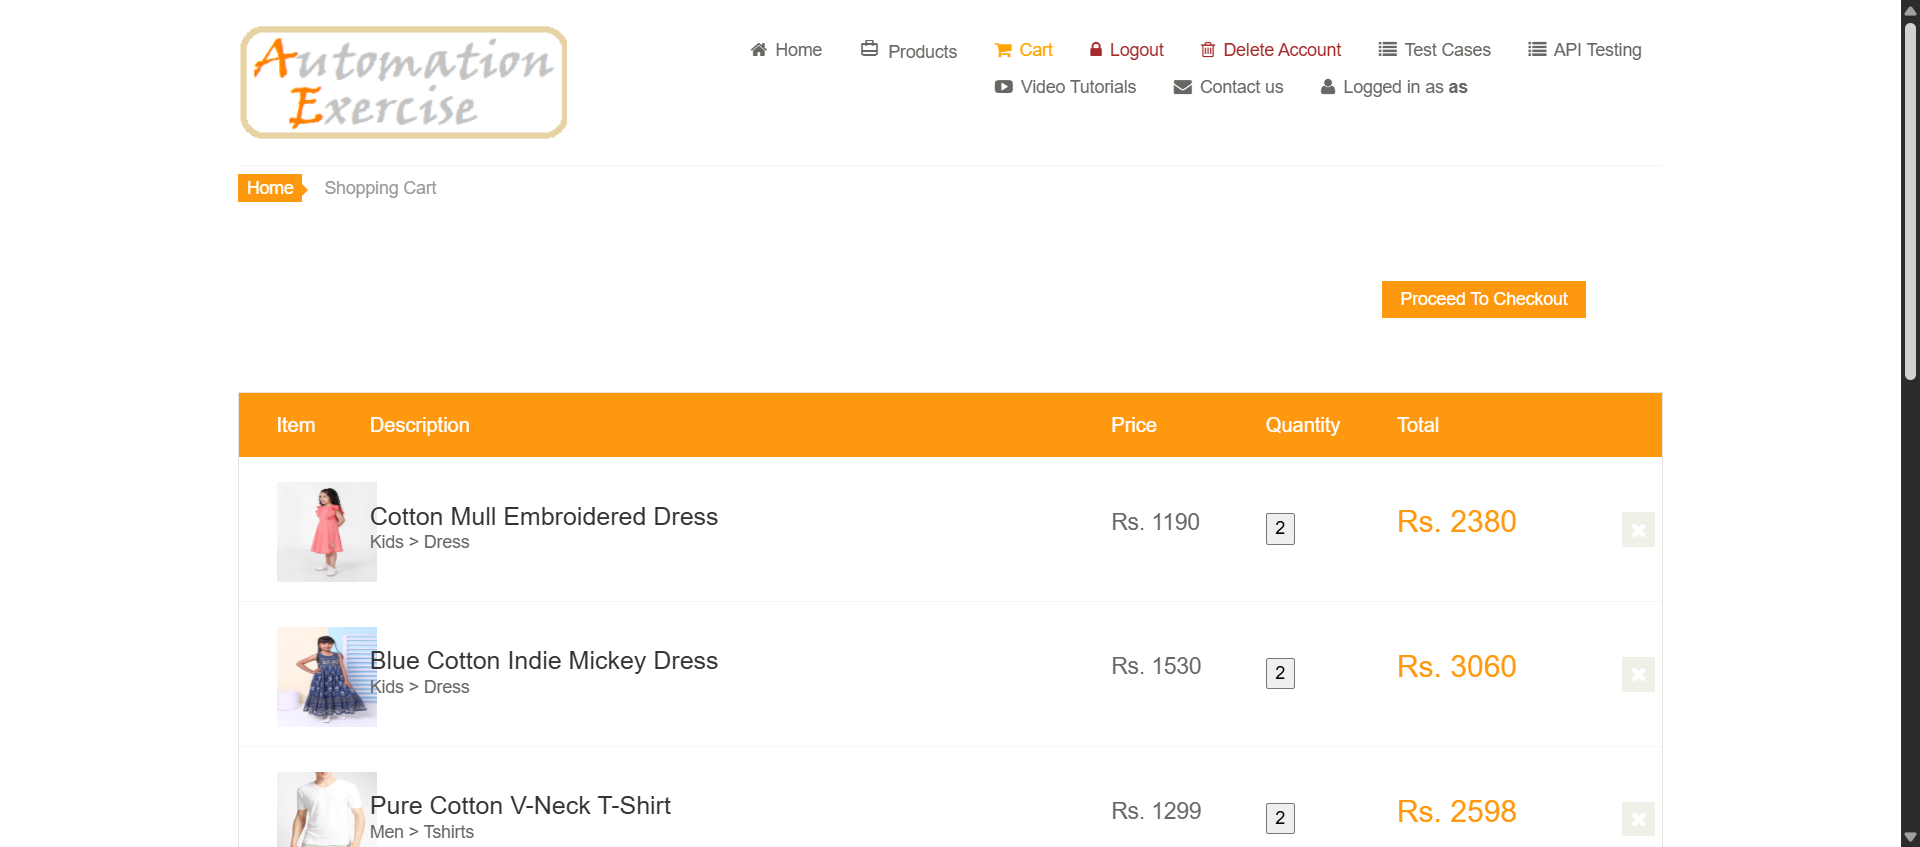 Automation
Exercise
Home
Products
Cart
Logout
Delete Account
Test Cases
API Testing
Video Tutorials
Contact us
Logged in as as
Home
Shopping Cart
Proceed To Checkout
Item Description Price Quantity Total
Cotton Mull Embroidered Dress
Kids > Dress
Rs. 1190
2
Rs. 2380
Blue Cotton Indie Mickey Dress
Kids > Dress
Rs. 1530
2
Rs. 3060
Pure Cotton V-Neck T-Shirt
Men > Tshirts
Rs. 1299
2
Rs. 2598